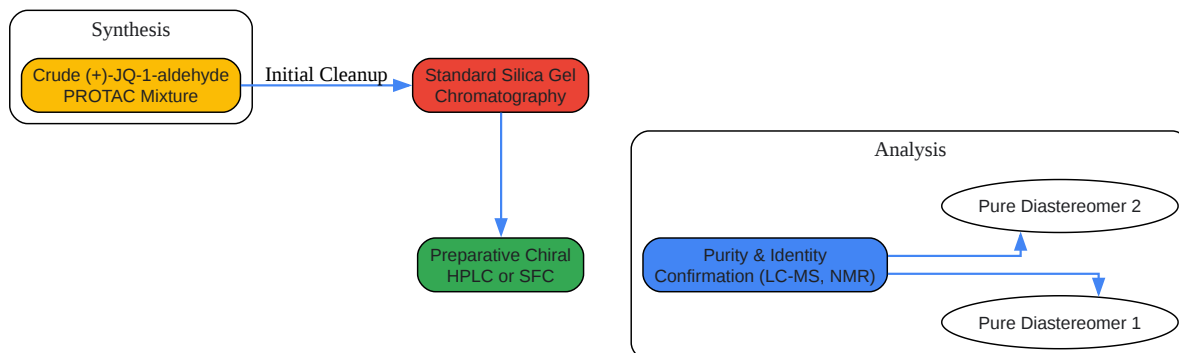 Synthesis
Crude (+)-JQ-1-aldehyde
PROTAC Mixture
Initial Cleanup
Standard Silica Gel
Chromatography
Preparative Chiral
HPLC or SFC
Analysis
Purity & Identity
Confirmation (LC-MS, NMR)
Pure Diastereomer 2
Pure Diastereomer 1